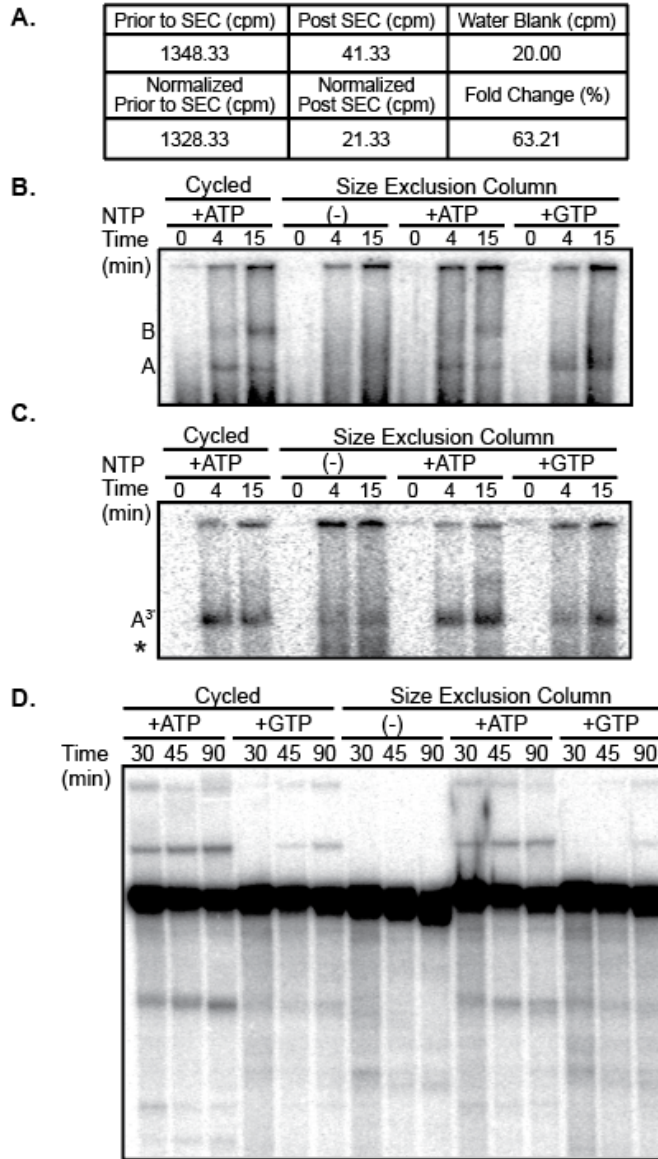 A.
Prior to SEC (cpm) Post SEC (cpm) Water Blank (cpm)
1348.33 41.33 20.00
Normalized Prior to SEC (cpm) Normalized Post SEC (cpm) Fold Change (%)
1328.33 21.33 63.21
B.
Cycled Size Exclusion Column
NTP +ATP (-) +ATP +GTP
Time 0 4 15 0 4 15 0 4 15 0 4 15
(min)
B
A
C.
Cycled Size Exclusion Column
NTP +ATP (-) +ATP +GTP
Time 0 4 15 0 4 15 0 4 15 0 4 15
(min)
A³'
*
D.
Cycled Size Exclusion Column
+ATP +GTP (-) +ATP +GTP
Time 30 45 90 30 45 90 30 45 90 30 45 90 30 45 90
(min)